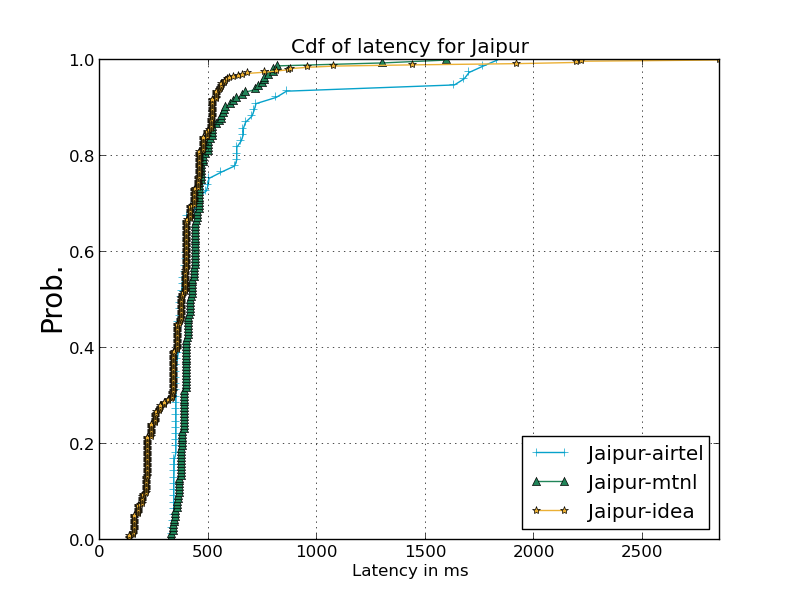 Cdf of latency for Jaipur
1.0
0.8
0.6
0.4
0.2
0.0
Prob.
0
500
1000
1500
2000
2500
Latency in ms
Jaipur-airtel
Jaipur-mtnl
Jaipur-idea